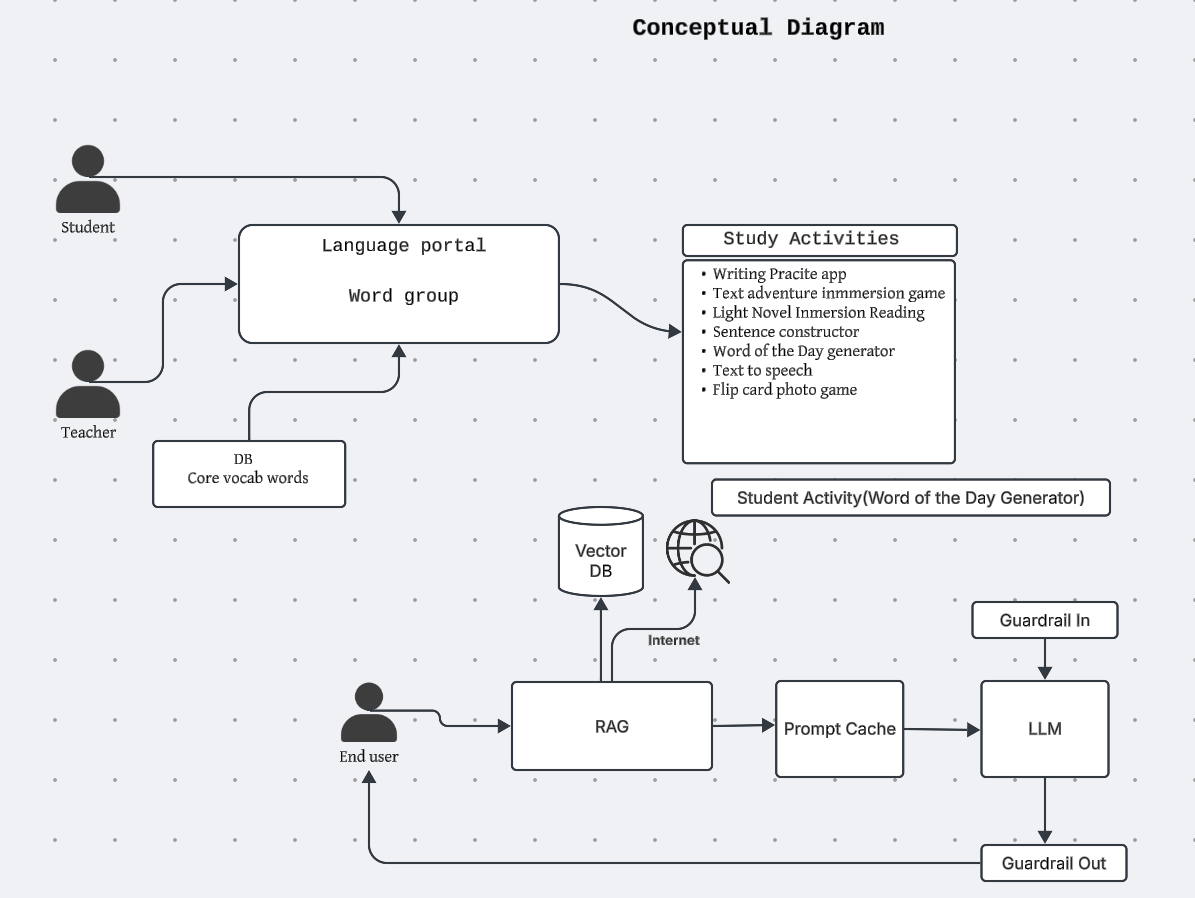 Conceptual Diagram
Student
Language portal
Word group
Study Activities
• Writing Pracite app
• Text adventure inmmersion game
• Light Novel Inmersion Reading
• Sentence constructor
• Word of the Day generator
• Text to speech
• Flip card photo game
Teacher
DB
Core vocab words
Student Activity(Word of the Day Generator)
Vector
DB
Internet
Guardrail In
End user
RAG
Prompt Cache
LLM
Guardrail Out